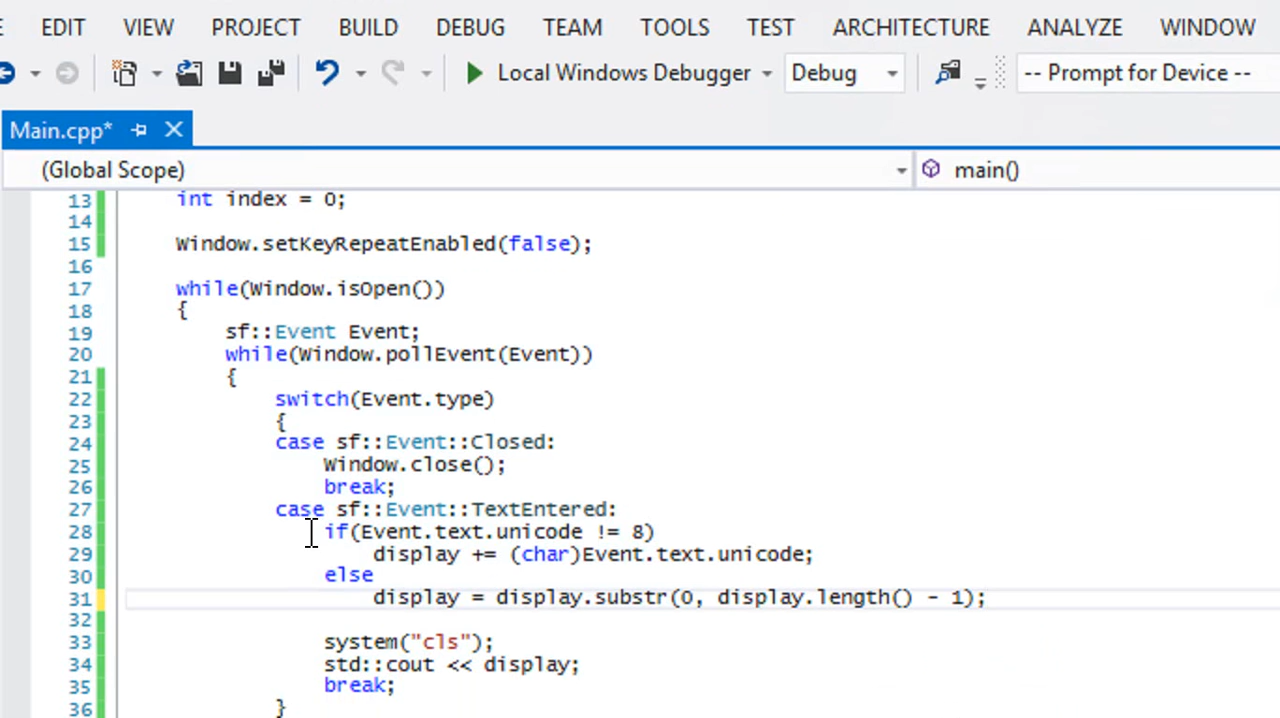 EDIT VIEW PROJECT BUILD DEBUG TEAM TOOLS TEST ARCHITECTURE ANALYZE WINDOW
Local Windows Debugger Debug -- Prompt for Device --
Main.cpp*
(Global Scope) main()
13 int index = 0;
14
15 Window.setKeyRepeatEnabled(false);
16
17 while(Window.isOpen())
18 {
19 sf::Event Event;
20 while(Window.pollEvent(Event))
21 {
22 switch(Event.type)
23 {
24 case sf::Event::Closed:
25 Window.close();
26 break;
27 case sf::Event::TextEntered:
28 if(Event.text.unicode != 8)
29 display += (char)Event.text.unicode;
30 else
31 display = display.substr(0, display.length() - 1);
32
33 system("cls");
34 std::cout << display;
35 break;
36 }